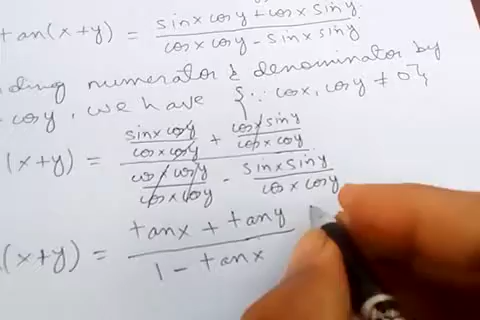 tan(x+y) = sinx cosy + cosx siny / cosx cosy - sinx siny
ding numerator & denominator by
cosy, we have {∵ cosx, cosy ≠ 0},
(x+y) = sinx cosy / cosx cosy + cosx siny / cosx cosy / cosx cosy / cosx cosy - sinx siny / cosx cosy
(x+y) = tanx + tany / 1 - tanx